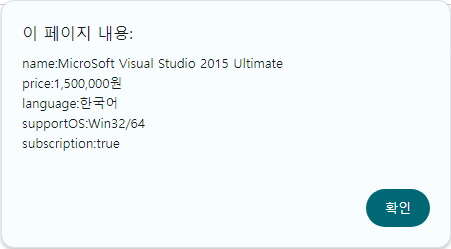 이 페이지 내용:
name:MicroSoft Visual Studio 2015 Ultimate
price:1,500,000원
language:한국어
supportOS:Win32/64
subscription:true
확인